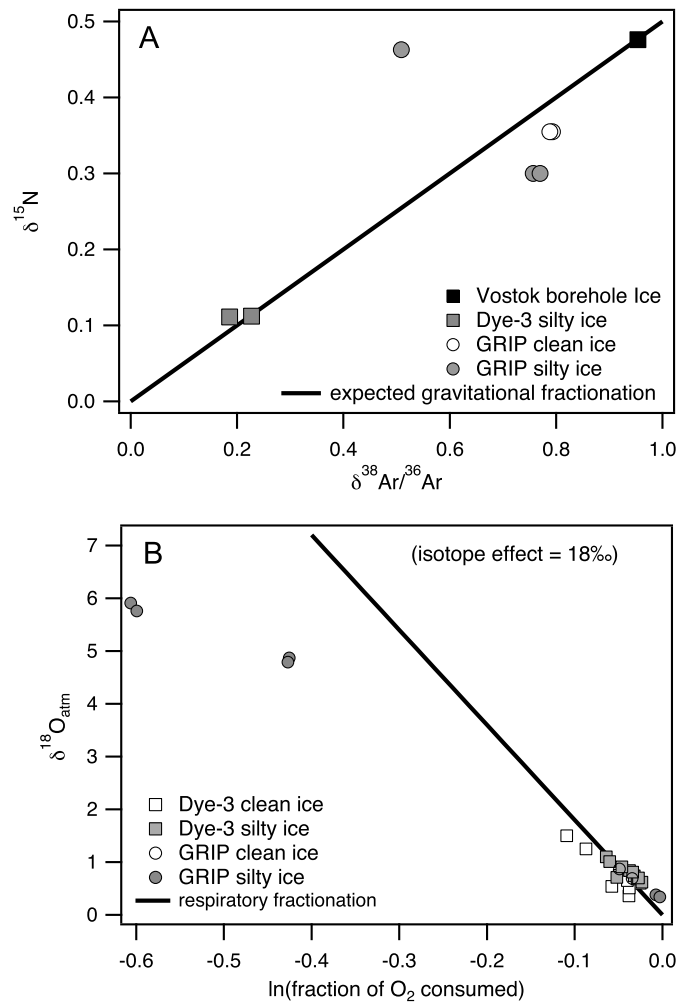 A
0.5
0.4
0.3
0.2
0.1
0.0
δ¹⁵N
Vostok borehole Ice
Dye-3 silty ice
GRIP clean ice
GRIP silty ice
expected gravitational fractionation
0.0 0.2 0.4 0.6 0.8 1.0
δ³⁸Ar/³⁶Ar
B
(isotope effect = 18‰)
7
6
5
4
3
2
1
0
δ¹⁸Oatm
Dye-3 clean ice
Dye-3 silty ice
GRIP clean ice
GRIP silty ice
respiratory fractionation
-0.6 -0.5 -0.4 -0.3 -0.2 -0.1 -0.0
ln(fraction of O₂ consumed)